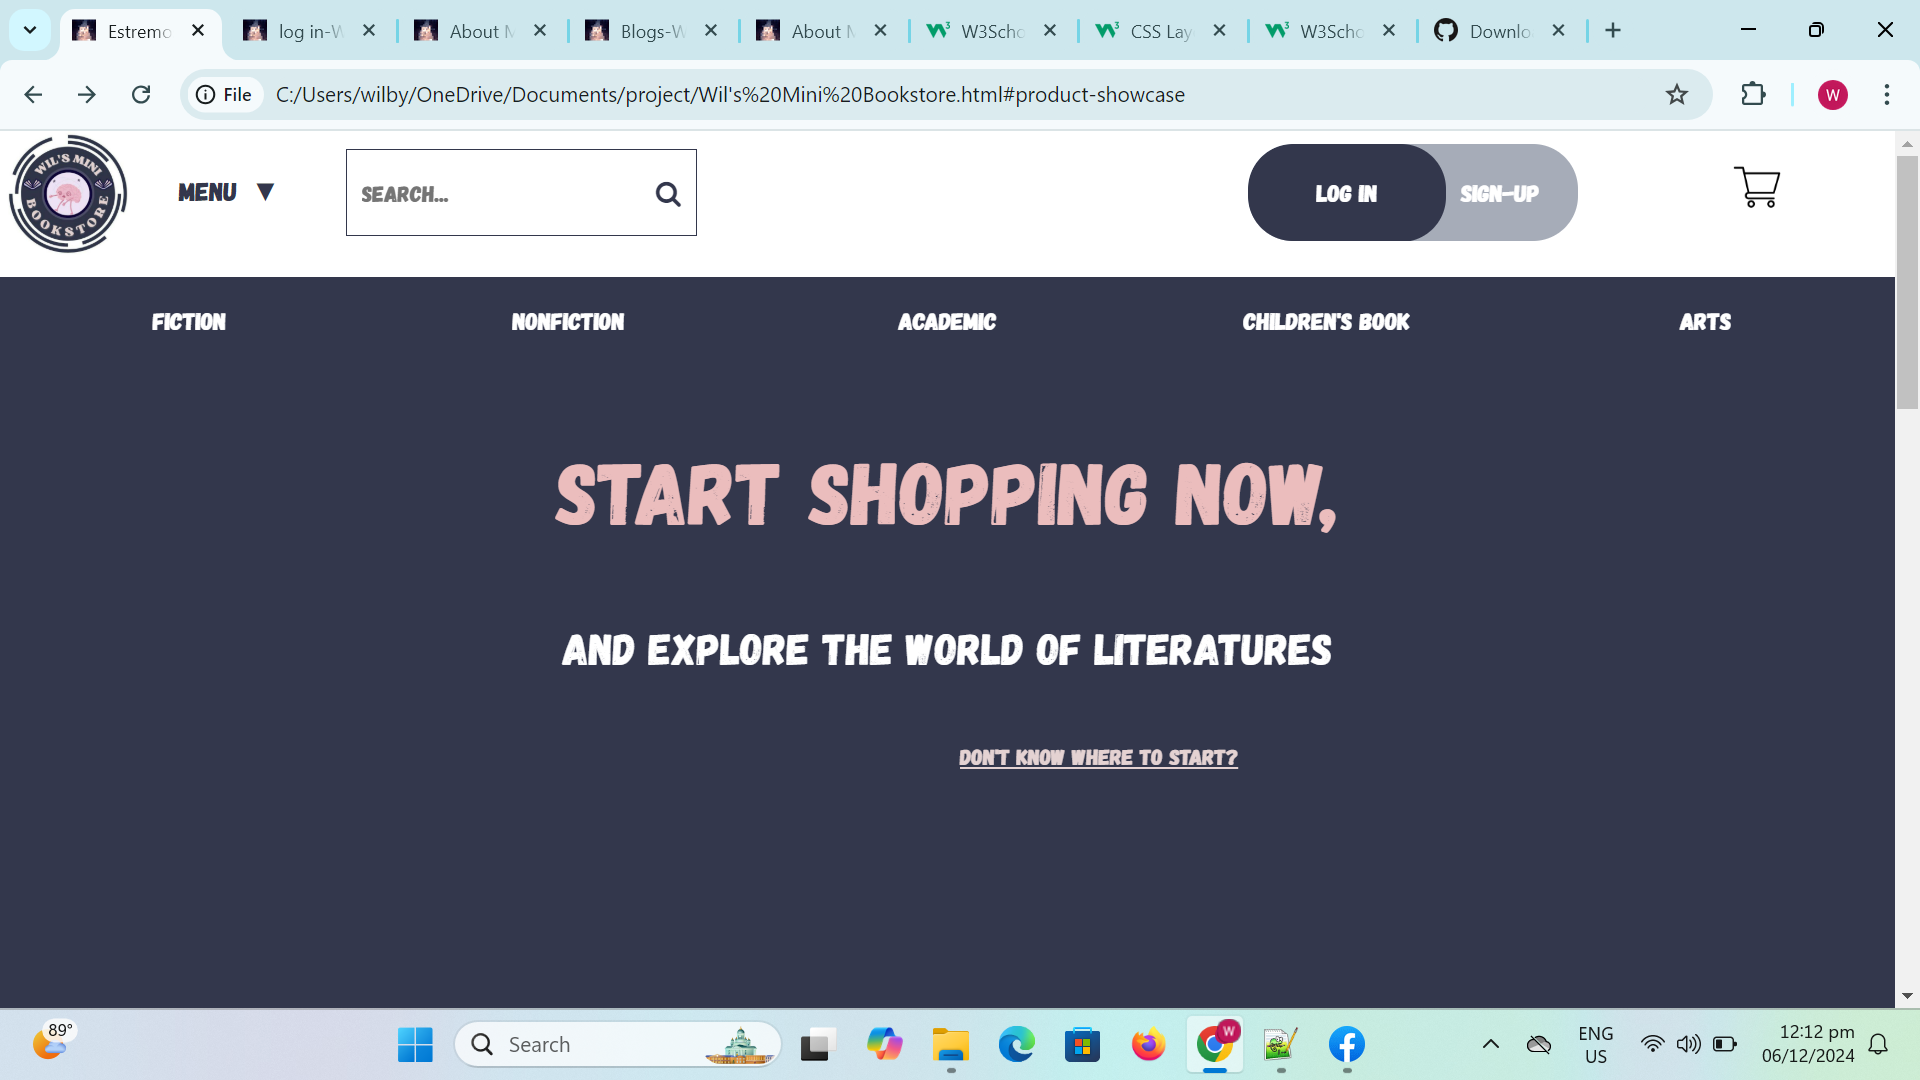 Estremo
log in-W
About M
Blogs-W
About M
W3Scho
CSS Lay
W3Scho
Downlo
File
C:/Users/wilby/OneDrive/Documents/project/Wil's%20Mini%20Bookstore.html#product-showcase
W
WIL'S MINI
BOOKSTORE
MENU ▼
SEARCH...
LOG IN
SIGN-UP
FICTION
NONFICTION
ACADEMIC
CHILDREN'S BOOK
ARTS
START SHOPPING NOW,
AND EXPLORE THE WORLD OF LITERATURES
DON'T KNOW WHERE TO START?
89°
Search
W
ENG
US
12:12 pm
06/12/2024